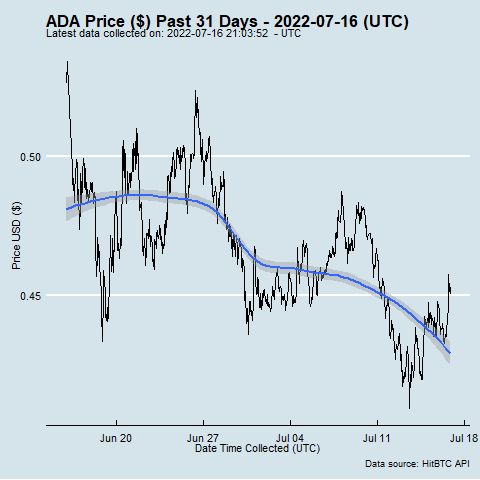 ADA Price ($) Past 31 Days - 2022-07-16 (UTC)
Latest data collected on: 2022-07-16 21:03:52 - UTC
0.50
Price USD ($)
0.45
Jun 20 Jun 27 Jul 04 Jul 11 Jul 18
Date Time Collected (UTC)
Data source: HitBTC API